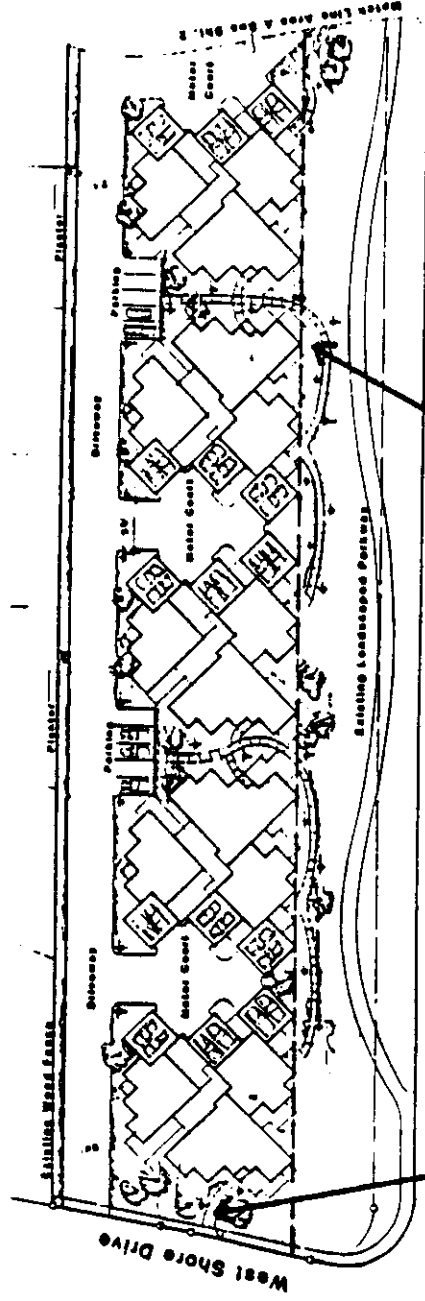 Match Line Area A See Sht. 2
Motor
Court
Planter
Parking
Driveway
Motor Court
Planter
Parking
Driveway
Motor Court
Existing Wood Fence
Existing Landscaped Parkway
West Shore Drive